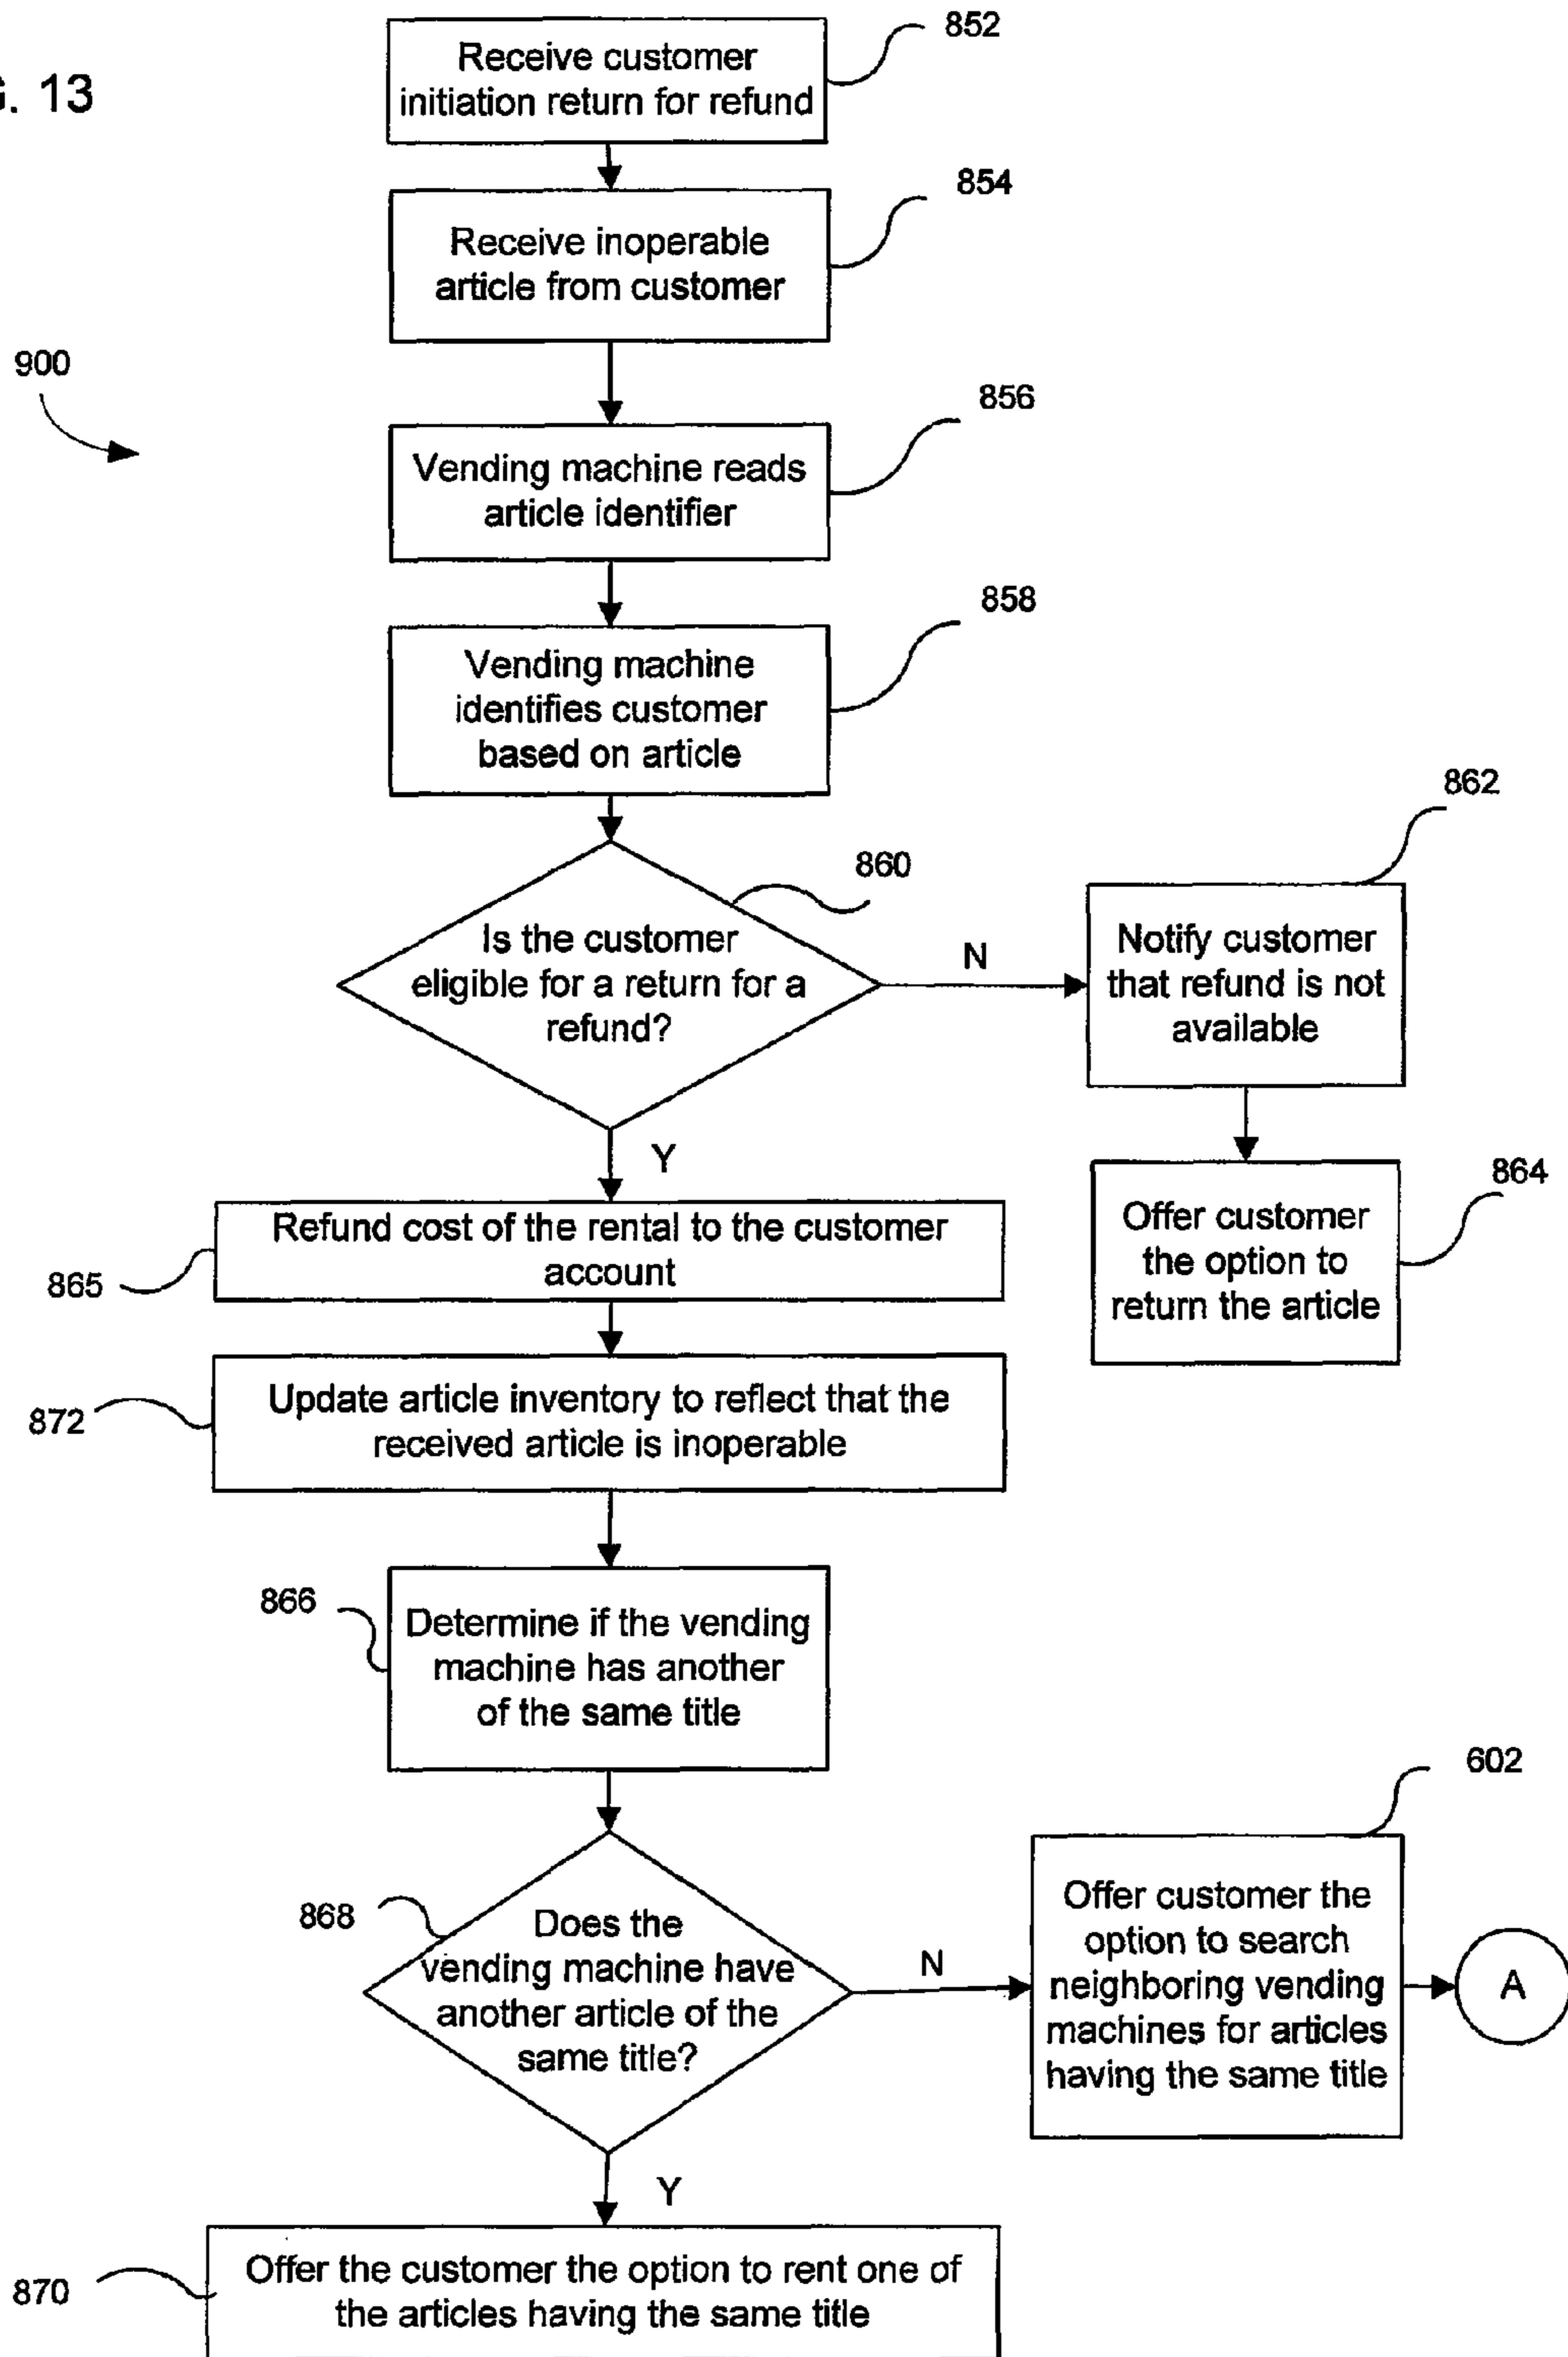 G. 13
852
Receive customer
initiation return for refund
854
Receive inoperable
article from customer
900
856
Vending machine reads
article identifier
858
Vending machine
identifies customer
based on article
862
860
Is the customer
eligible for a return for a
refund?
N
Notify customer
that refund is not
available
Y
864
Offer customer
the option to
return the article
Refund cost of the rental to the customer
account
865
Update article inventory to reflect that the
received article is inoperable
872
866
Determine if the vending
machine has another
of the same title
602
868
Does the
vending machine have
another article of the
same title?
N
Offer customer the
option to search
neighboring vending
machines for articles
having the same title
A
Y
870
Offer the customer the option to rent one of
the articles having the same title